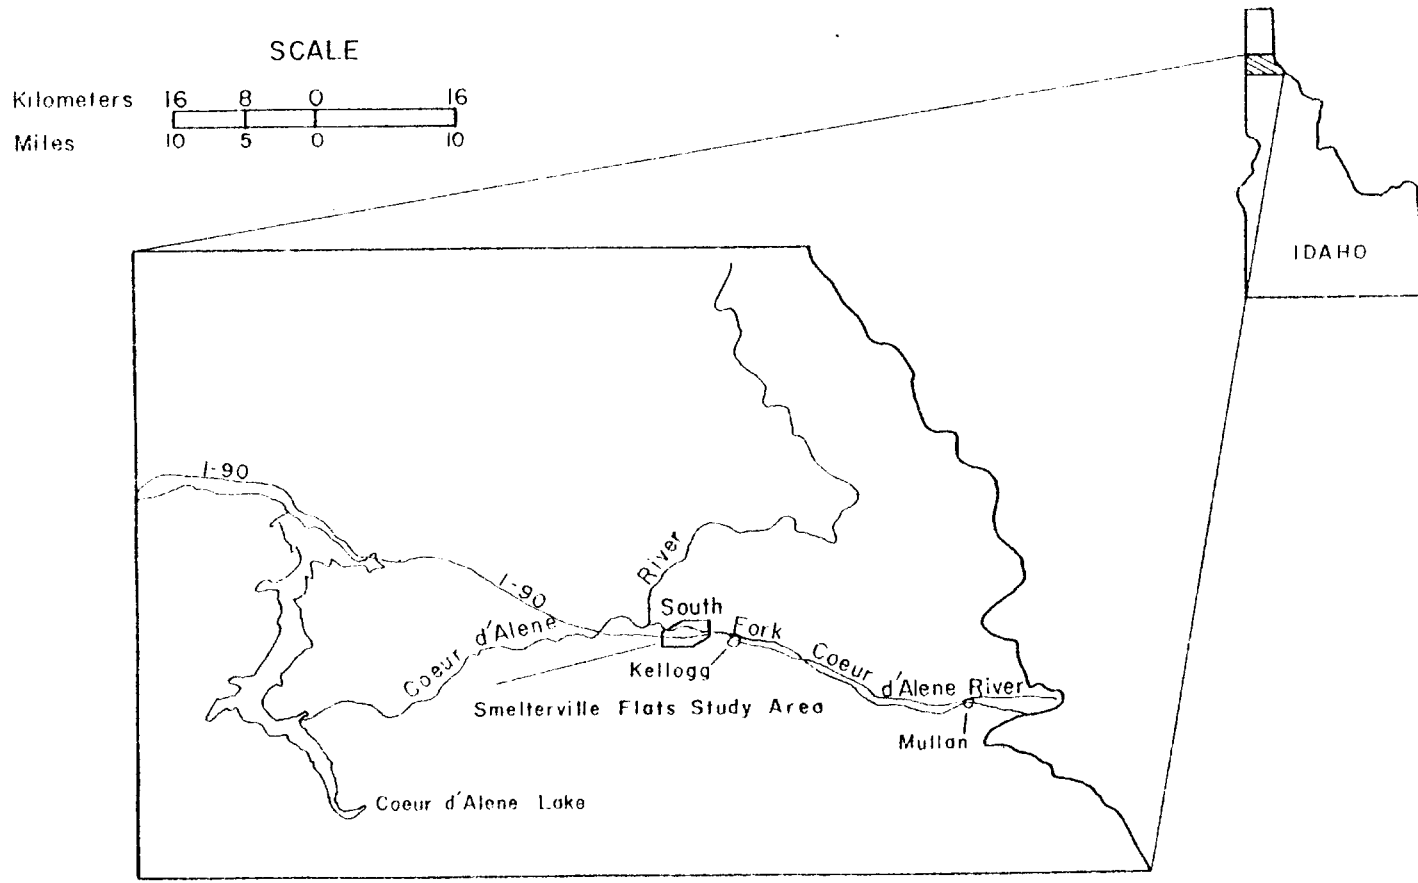 SCALE
Kilometers 16 8 0 16
Miles 10 5 0 10
IDAHO
I-90
I-90
River
South
Fork
Coeur d'Alene
Kellogg
Coeur
d'Alene River
Smelterville Flats Study Area
Mullan
Coeur d'Alene Lake